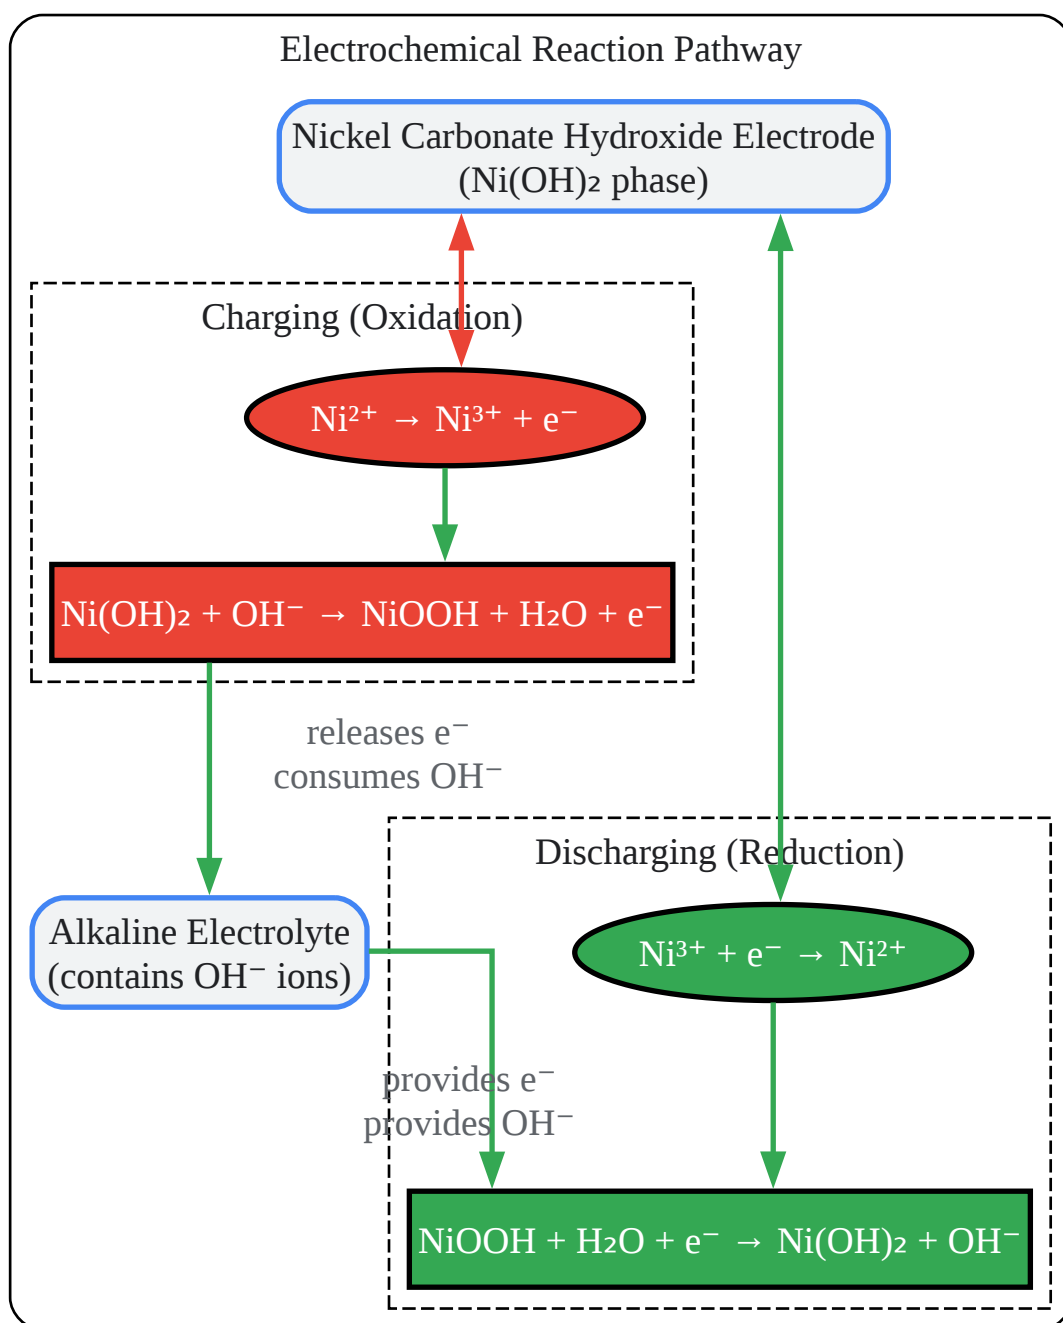 Electrochemical Reaction Pathway
Nickel Carbonate Hydroxide Electrode
(Ni(OH)₂ phase)
Charging (Oxidation)
Ni²⁺ → Ni³⁺ + e⁻
Ni(OH)₂ + OH⁻ → NiOOH + H₂O + e⁻
releases e⁻
consumes OH⁻
Discharging (Reduction)
Alkaline Electrolyte
(contains OH⁻ ions)
Ni³⁺ + e⁻ → Ni²⁺
provides e⁻
provides OH⁻
NiOOH + H₂O + e⁻ → Ni(OH)₂ + OH⁻